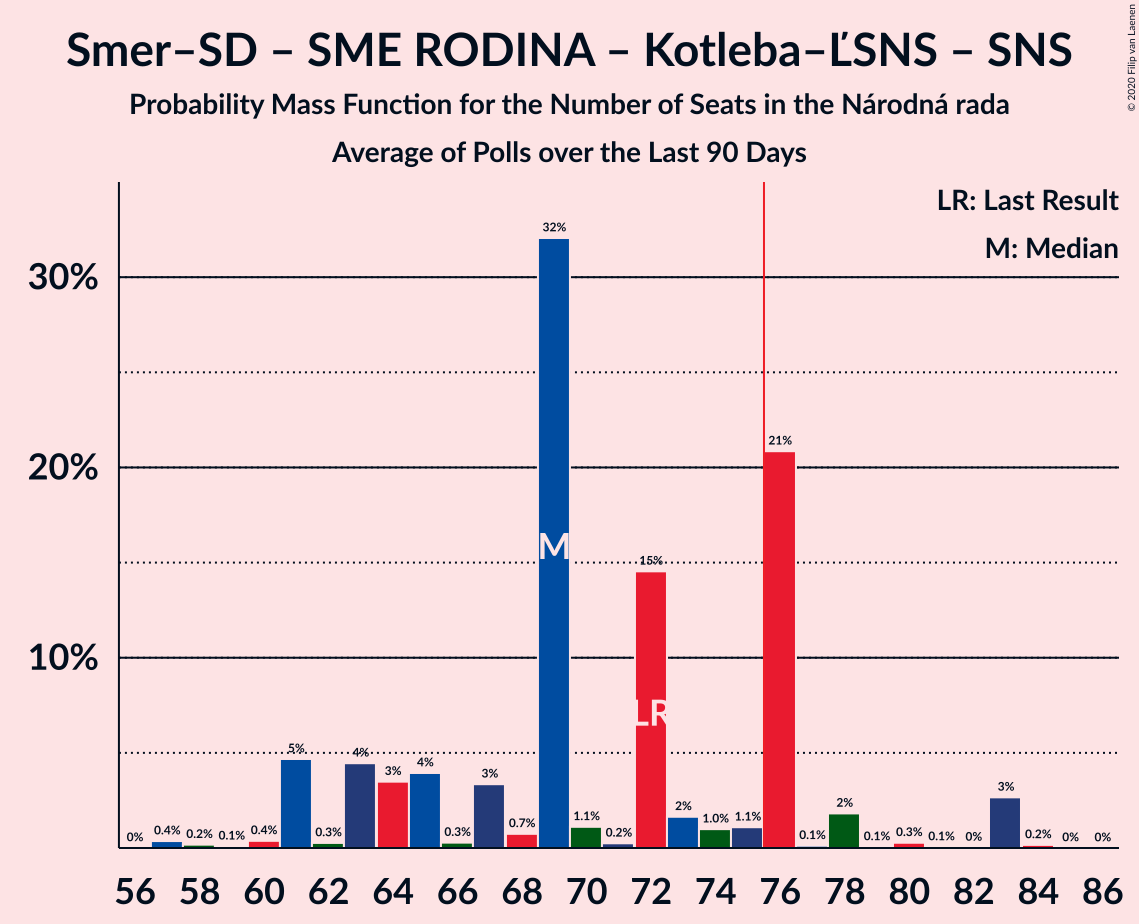 Smer–SD – SME RODINA – Kotleba–ĽSNS – SNS
Probability Mass Function for the Number of Seats in the Národná rada
Average of Polls over the Last 90 Days
© 2020 Filip van Laenen
LR: Last Result
M: Median
30%
20%
10%
0% 0.4% 0.2% 0.1% 0.4% 5% 0.3% 4% 3% 4% 0.3% 3% 0.7% 32% 1.1% 0.2% 15% 2% 1.0% 1.1% 21% 0.1% 2% 0.1% 0.3% 0.1% 0% 3% 0.2% 0% 0%
M
LR
56 58 60 62 64 66 68 70 72 74 76 78 80 82 84 86